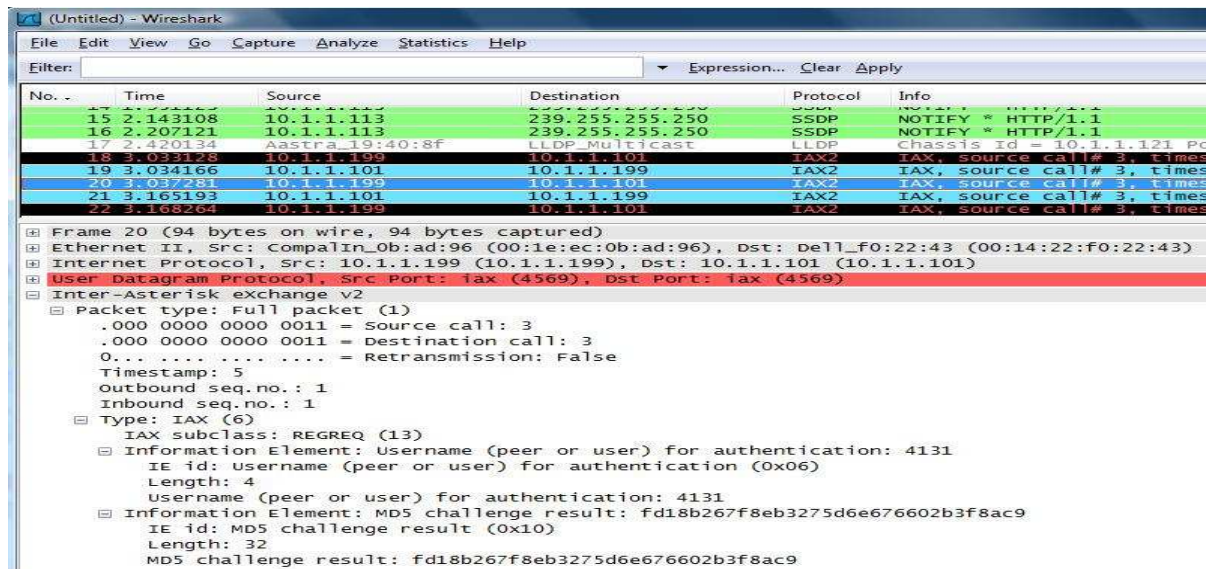 (Untitled) - Wireshark
File Edit View Go Capture Analyze Statistics Help
Filter: Expression... Clear Apply
No. . Time Source Destination Protocol Info
15 2.143108 10.1.1.113 239.255.255.250 SSDP NOTIFY * HTTP/1.1
16 2.207121 10.1.1.113 239.255.255.250 SSDP NOTIFY * HTTP/1.1
17 2.420134 Aastra_19:40:8f LLDP_Multicast LLDP Chassis Id = 10.1.1.121 Po
18 3.033128 10.1.1.199 10.1.1.101 IAX2 IAX, source call# 3, times
19 3.034166 10.1.1.101 10.1.1.199 IAX2 IAX, source call# 3, times
20 3.037281 10.1.1.199 10.1.1.101 IAX2 IAX, source call# 3, times
21 3.165193 10.1.1.101 10.1.1.199 IAX2 IAX, source call# 3, times
22 3.168264 10.1.1.199 10.1.1.101 IAX2 IAX, source call# 3, times
Frame 20 (94 bytes on wire, 94 bytes captured)
Ethernet II, Src: CompalIn_0b:ad:96 (00:1e:ec:0b:ad:96), Dst: Dell_f0:22:43 (00:14:22:f0:22:43)
Internet Protocol, Src: 10.1.1.199 (10.1.1.199), Dst: 10.1.1.101 (10.1.1.101)
User Datagram Protocol, Src Port: iax (4569), Dst Port: iax (4569)
Inter-Asterisk eXchange v2
Packet type: Full packet (1)
.000 0000 0000 0011 = Source call: 3
.000 0000 0000 0011 = Destination call: 3
0... .... .... .... = Retransmission: False
Timestamp: 5
Outbound seq.no.: 1
Inbound seq.no.: 1
Type: IAX (6)
IAX subclass: REGREQ (13)
Information Element: Username (peer or user) for authentication: 4131
IE id: Username (peer or user) for authentication (0x06)
Length: 4
Username (peer or user) for authentication: 4131
Information Element: MD5 challenge result: fd18b267f8eb3275d6e676602b3f8ac9
IE id: MD5 challenge result (0x10)
Length: 32
MD5 challenge result: fd18b267f8eb3275d6e676602b3f8ac9